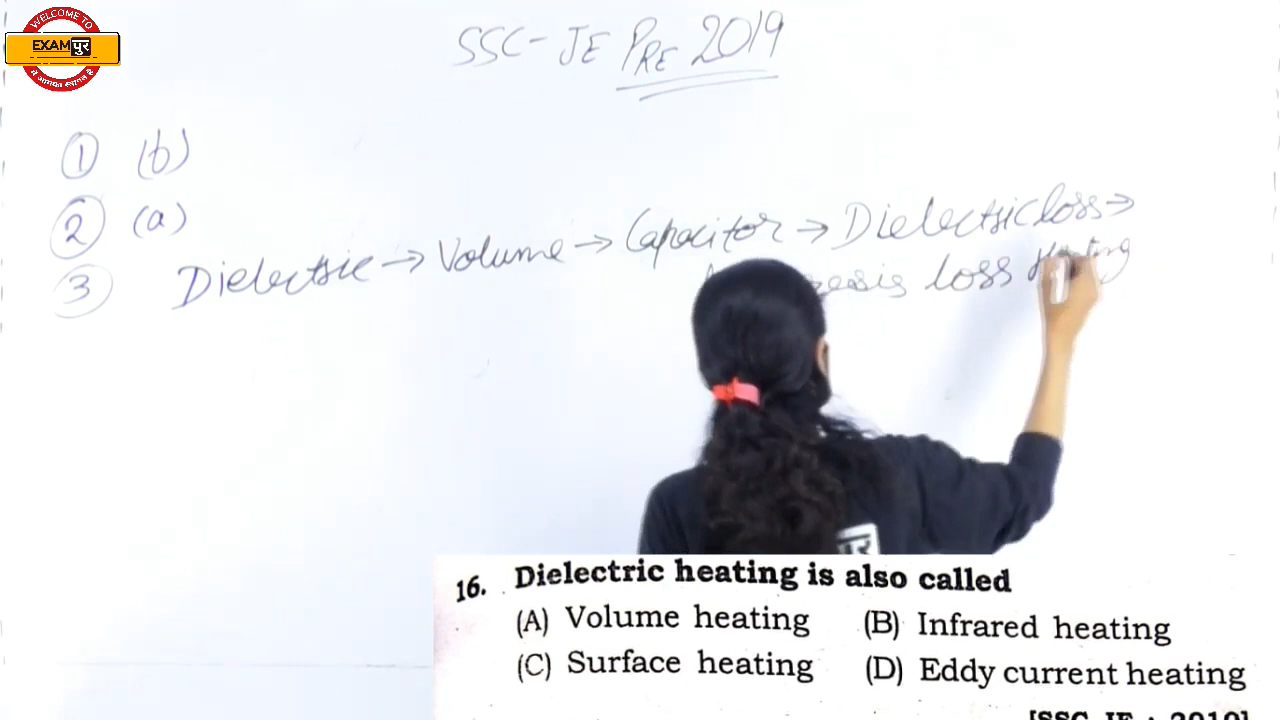 WELCOME TO
EXAMपुर
SSC-JE PRE 2019
1 (b)
2 (a)
3 Dielectric → Volume → Capacitor → Dielectric loss →
loss Heating
पुर
16. Dielectric heating is also called
(A) Volume heating (B) Infrared heating
(C) Surface heating (D) Eddy current heating